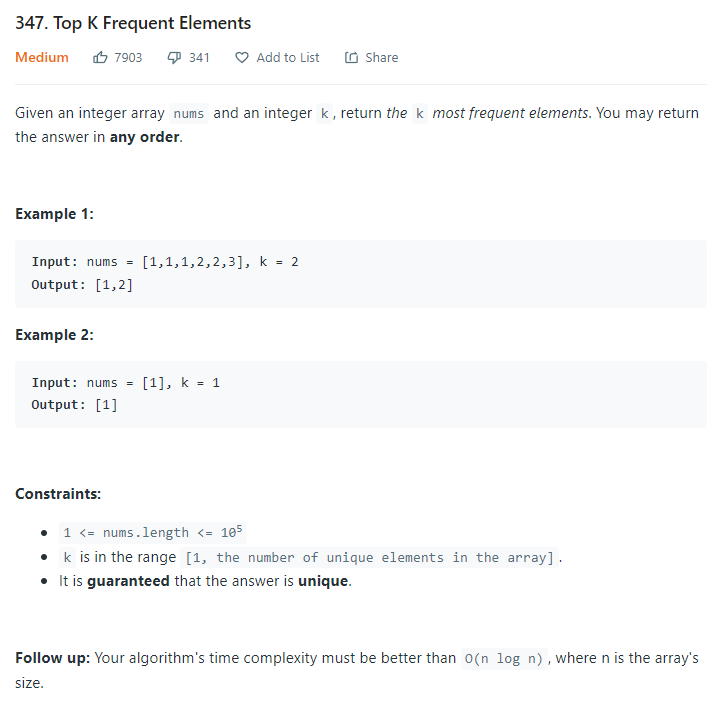 347. Top K Frequent Elements
Medium 7903 341 Add to List Share
Given an integer array nums and an integer k, return the k most frequent elements. You may return
the answer in any order.
Example 1:
Input: nums = [1,1,1,2,2,3], k = 2
Output: [1,2]
Example 2:
Input: nums = [1], k = 1
Output: [1]
Constraints:
• 1 <= nums.length <= 10⁵
• k is in the range [1, the number of unique elements in the array].
• It is guaranteed that the answer is unique.
Follow up: Your algorithm's time complexity must be better than O(n log n), where n is the array's
size.